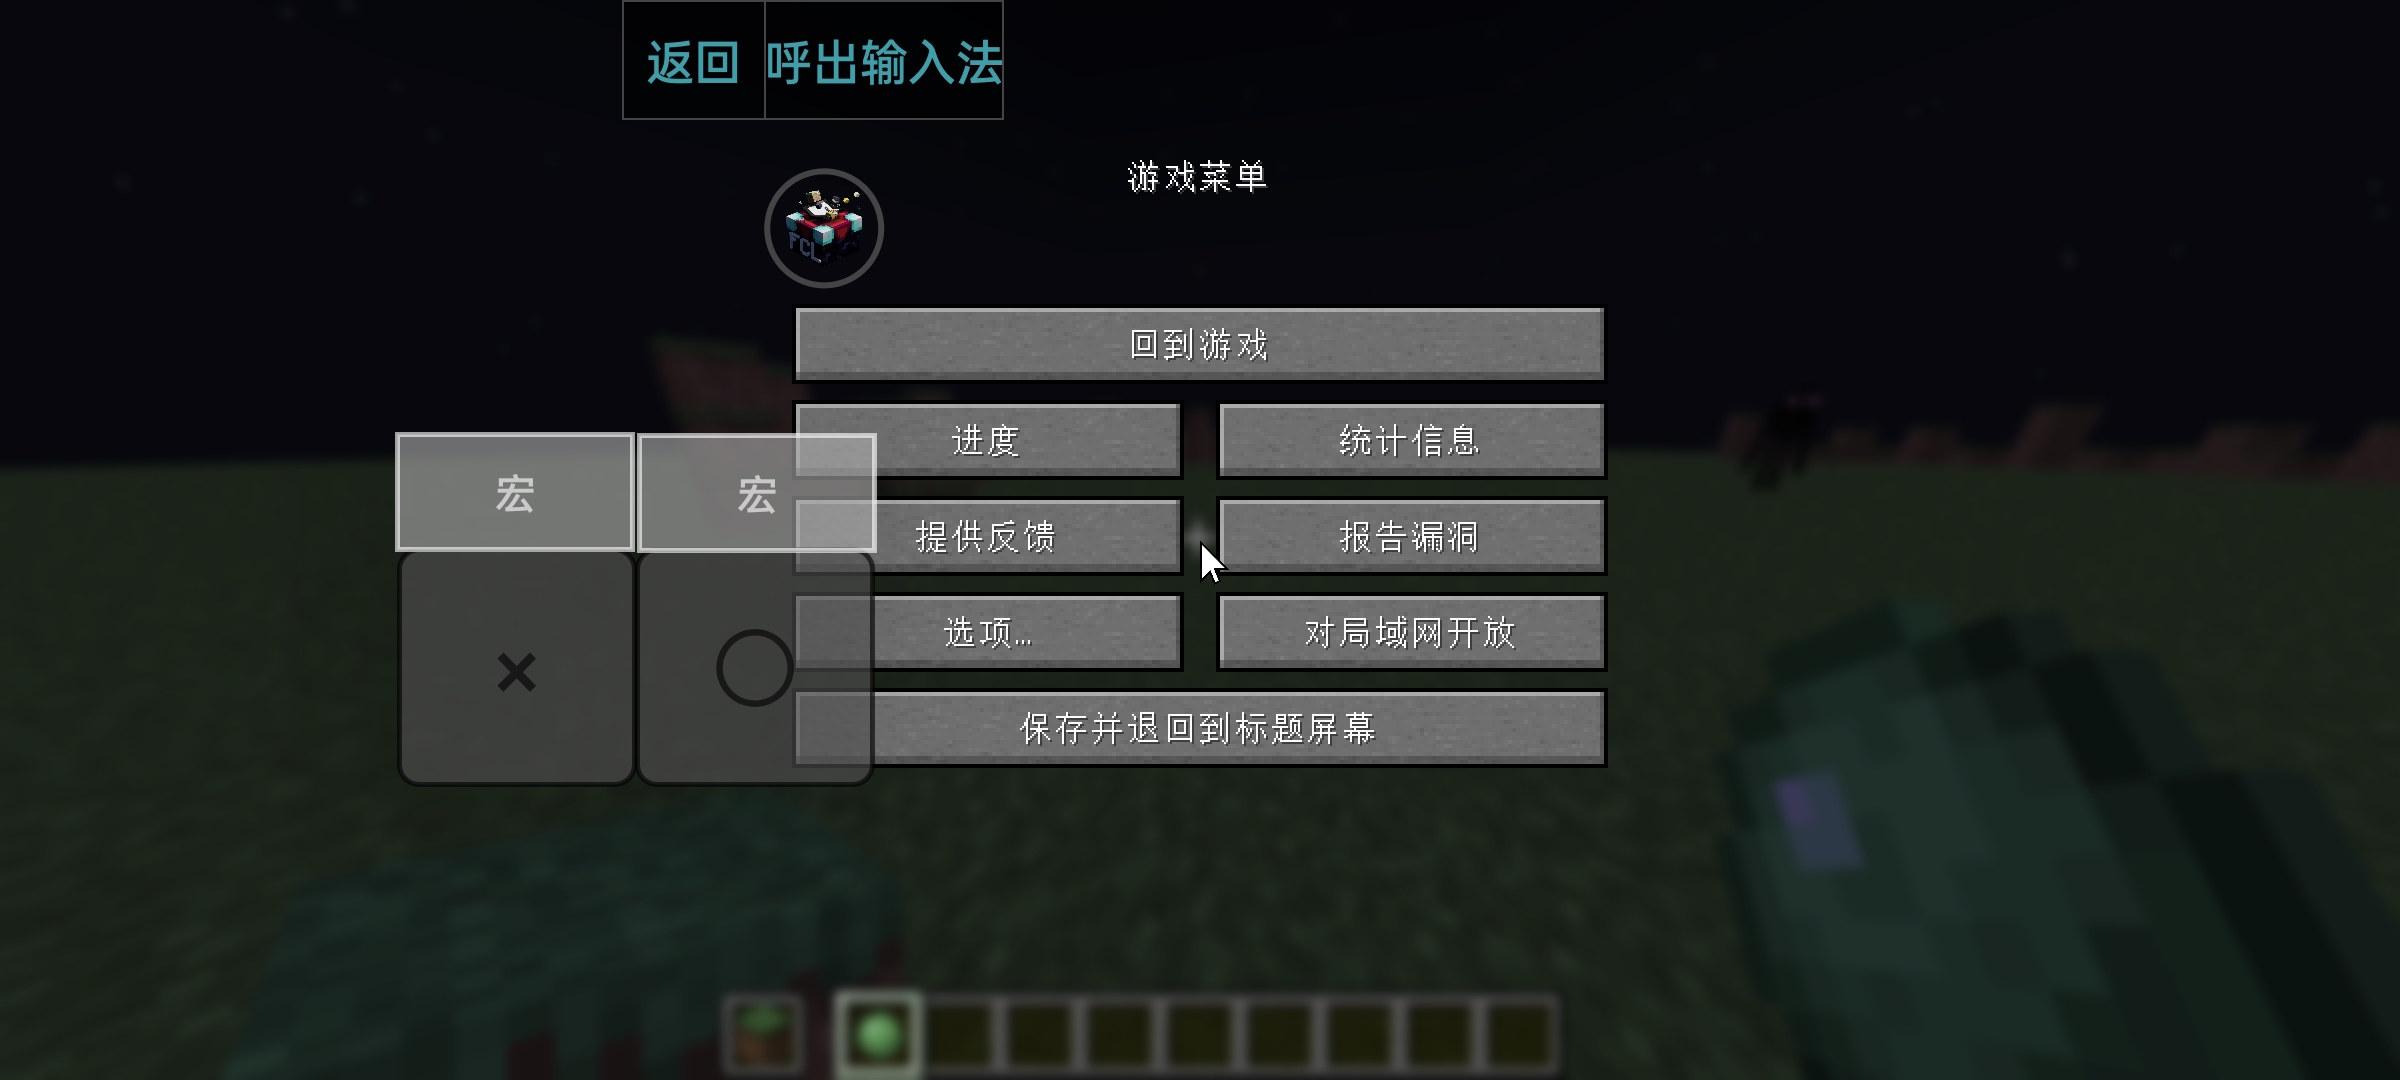 返回 呼出输入法
游戏菜单
FCL
回到游戏
进度 统计信息
宏 宏
提供反馈 报告漏洞
选项... 对局域网开放
保存并退回到标题屏幕